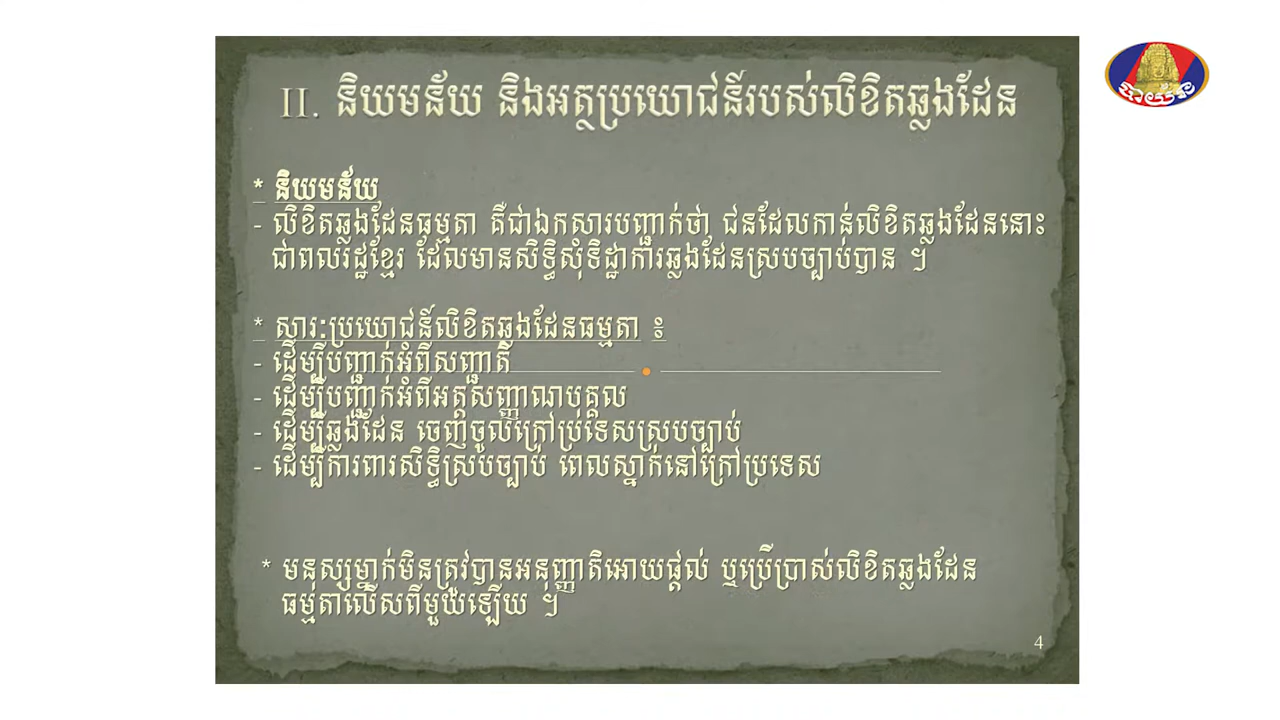 II. និយមន័យ និងអត្ថប្រយោជន៍របស់លិខិតឆ្លងដែន
* និយមន័យ
- លិខិតឆ្លងដែនធម្មតា គឺជាឯកសារបញ្ជាក់ថា ជនដែលកាន់លិខិតឆ្លងដែននោះ
ជាពលរដ្ឋខ្មែរ ដែលមានសិទ្ធិសុំទិដ្ឋាការឆ្លងដែនស្របច្បាប់បាន ។
* សារៈប្រយោជន៍លិខិតឆ្លងដែនធម្មតា ៖
- ដើម្បីបញ្ជាក់អំពីសញ្ជាតិ
- ដើម្បីបញ្ជាក់អំពីអត្តសញ្ញាណបុគ្គល
- ដើម្បីឆ្លងដែន ចេញចូលក្រៅប្រទេសស្របច្បាប់
- ដើម្បីការពារសិទ្ធិស្របច្បាប់ ពេលស្នាក់នៅក្រៅប្រទេស
* មនុស្សម្នាក់មិនត្រូវបានអនុញ្ញាតិអោយផ្តល់ ឬប្រើប្រាស់លិខិតឆ្លងដែន
ធម្មតាលើសពីមួយឡើយ ។
4